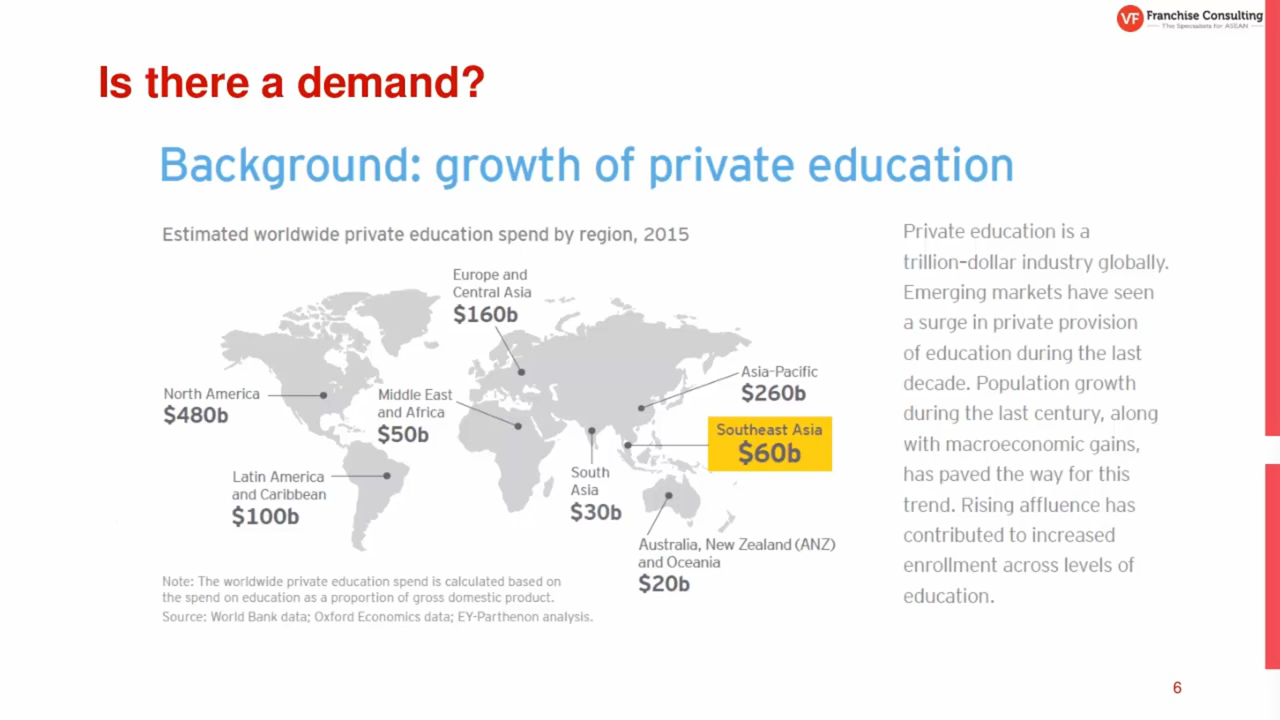 VF Franchise Consulting
The Specialists for ASEAN
Is there a demand?
Background: growth of private education
Estimated worldwide private education spend by region, 2015
Europe and
Central Asia
$160b
North America
$480b
Middle East
and Africa
$50b
Asia-Pacific
$260b
Southeast Asia
$60b
Latin America
and Caribbean
$100b
South
Asia
$30b
Australia, New Zealand (ANZ)
and Oceania
$20b
Note: The worldwide private education spend is calculated based on
the spend on education as a proportion of gross domestic product.
Source: World Bank data; Oxford Economics data; EY-Parthenon analysis.
Private education is a
trillion-dollar industry globally.
Emerging markets have seen
a surge in private provision
of education during the last
decade. Population growth
during the last century, along
with macroeconomic gains,
has paved the way for this
trend. Rising affluence has
contributed to increased
enrollment across levels of
education.
6